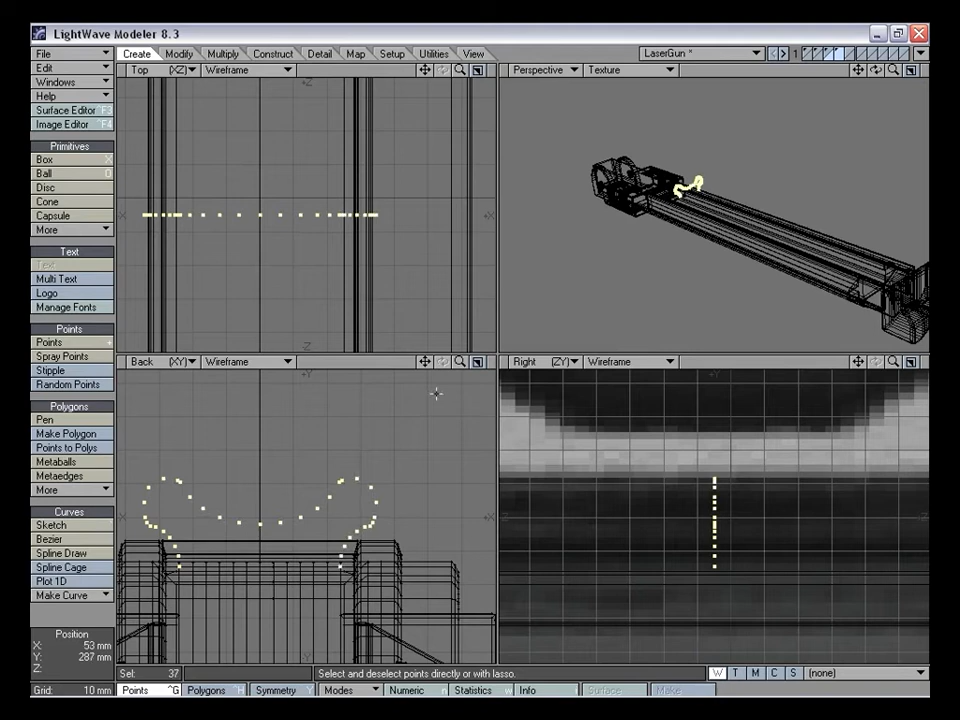 LightWave Modeler 8.3
File
Edit
Windows
Help
Surface Editor F3
Image Editor F4
Create Modify Multiply Construct Detail Map Setup Utilities View
LaserGun * 1
Top (XZ) Wireframe
Perspective Texture
Primitives
Box X
Ball O
Disc
Cone
Capsule
More
Text
Text
Multi Text
Logo
Manage Fonts
Points
Points +
Spray Points
Stipple
Random Points
Polygons
Pen
Make Polygon
Points to Polys
Metaballs
Metaedges
More
Curves
Sketch
Bezier
Spline Draw
Spline Cage
Plot 1D
Make Curve
Back (XY) Wireframe
Right (ZY) Wireframe
Position
X: 53 mm
Y: 287 mm
Z:
Grid: 10 mm
Sel: 37
Select and deselect points directly or with lasso.
W T M C S (none)
Points ^G Polygons ^H Symmetry Y Modes Numeric n Statistics w Info i Surface Make